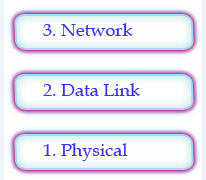 3. Network
2. Data Link
1. Physical